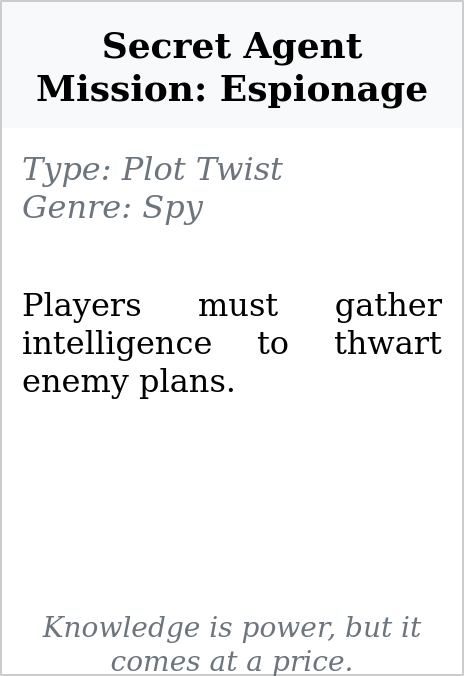 Secret Agent
Mission: Espionage
Type: Plot Twist
Genre: Spy
Players must gather
intelligence to thwart
enemy plans.
Knowledge is power, but it
comes at a price.